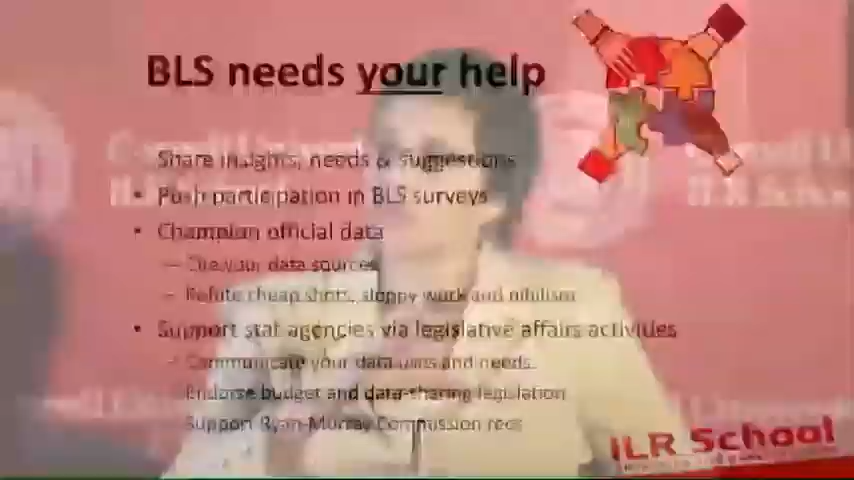 BLS needs your help
Share insights, needs & suggestions
• Push participation in BLS surveys
• Champion official data
– Cite your data sources
– Refute cheap shots, sloppy work and nihilism
• Support stat agencies via legislative affairs activities
– Communicate your data uses and needs.
– Endorse budget and data-sharing legislation
– Support Ryan-Murray Commission recs
ILR School